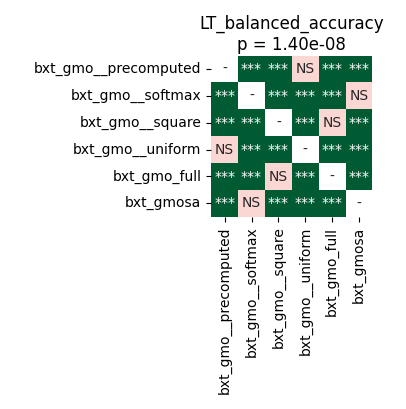 LT_balanced_accuracy
p = 1.40e-08
bxt_gmo__precomputed - *** *** NS *** ***
bxt_gmo__softmax *** - *** *** *** NS
bxt_gmo__square *** *** - *** NS ***
bxt_gmo__uniform NS *** *** - *** ***
bxt_gmo_full *** *** NS *** - ***
bxt_gmosa *** NS *** *** *** -
bxt_gmo__precomputed
bxt_gmo__softmax
bxt_gmo__square
bxt_gmo__uniform
bxt_gmo_full
bxt_gmosa